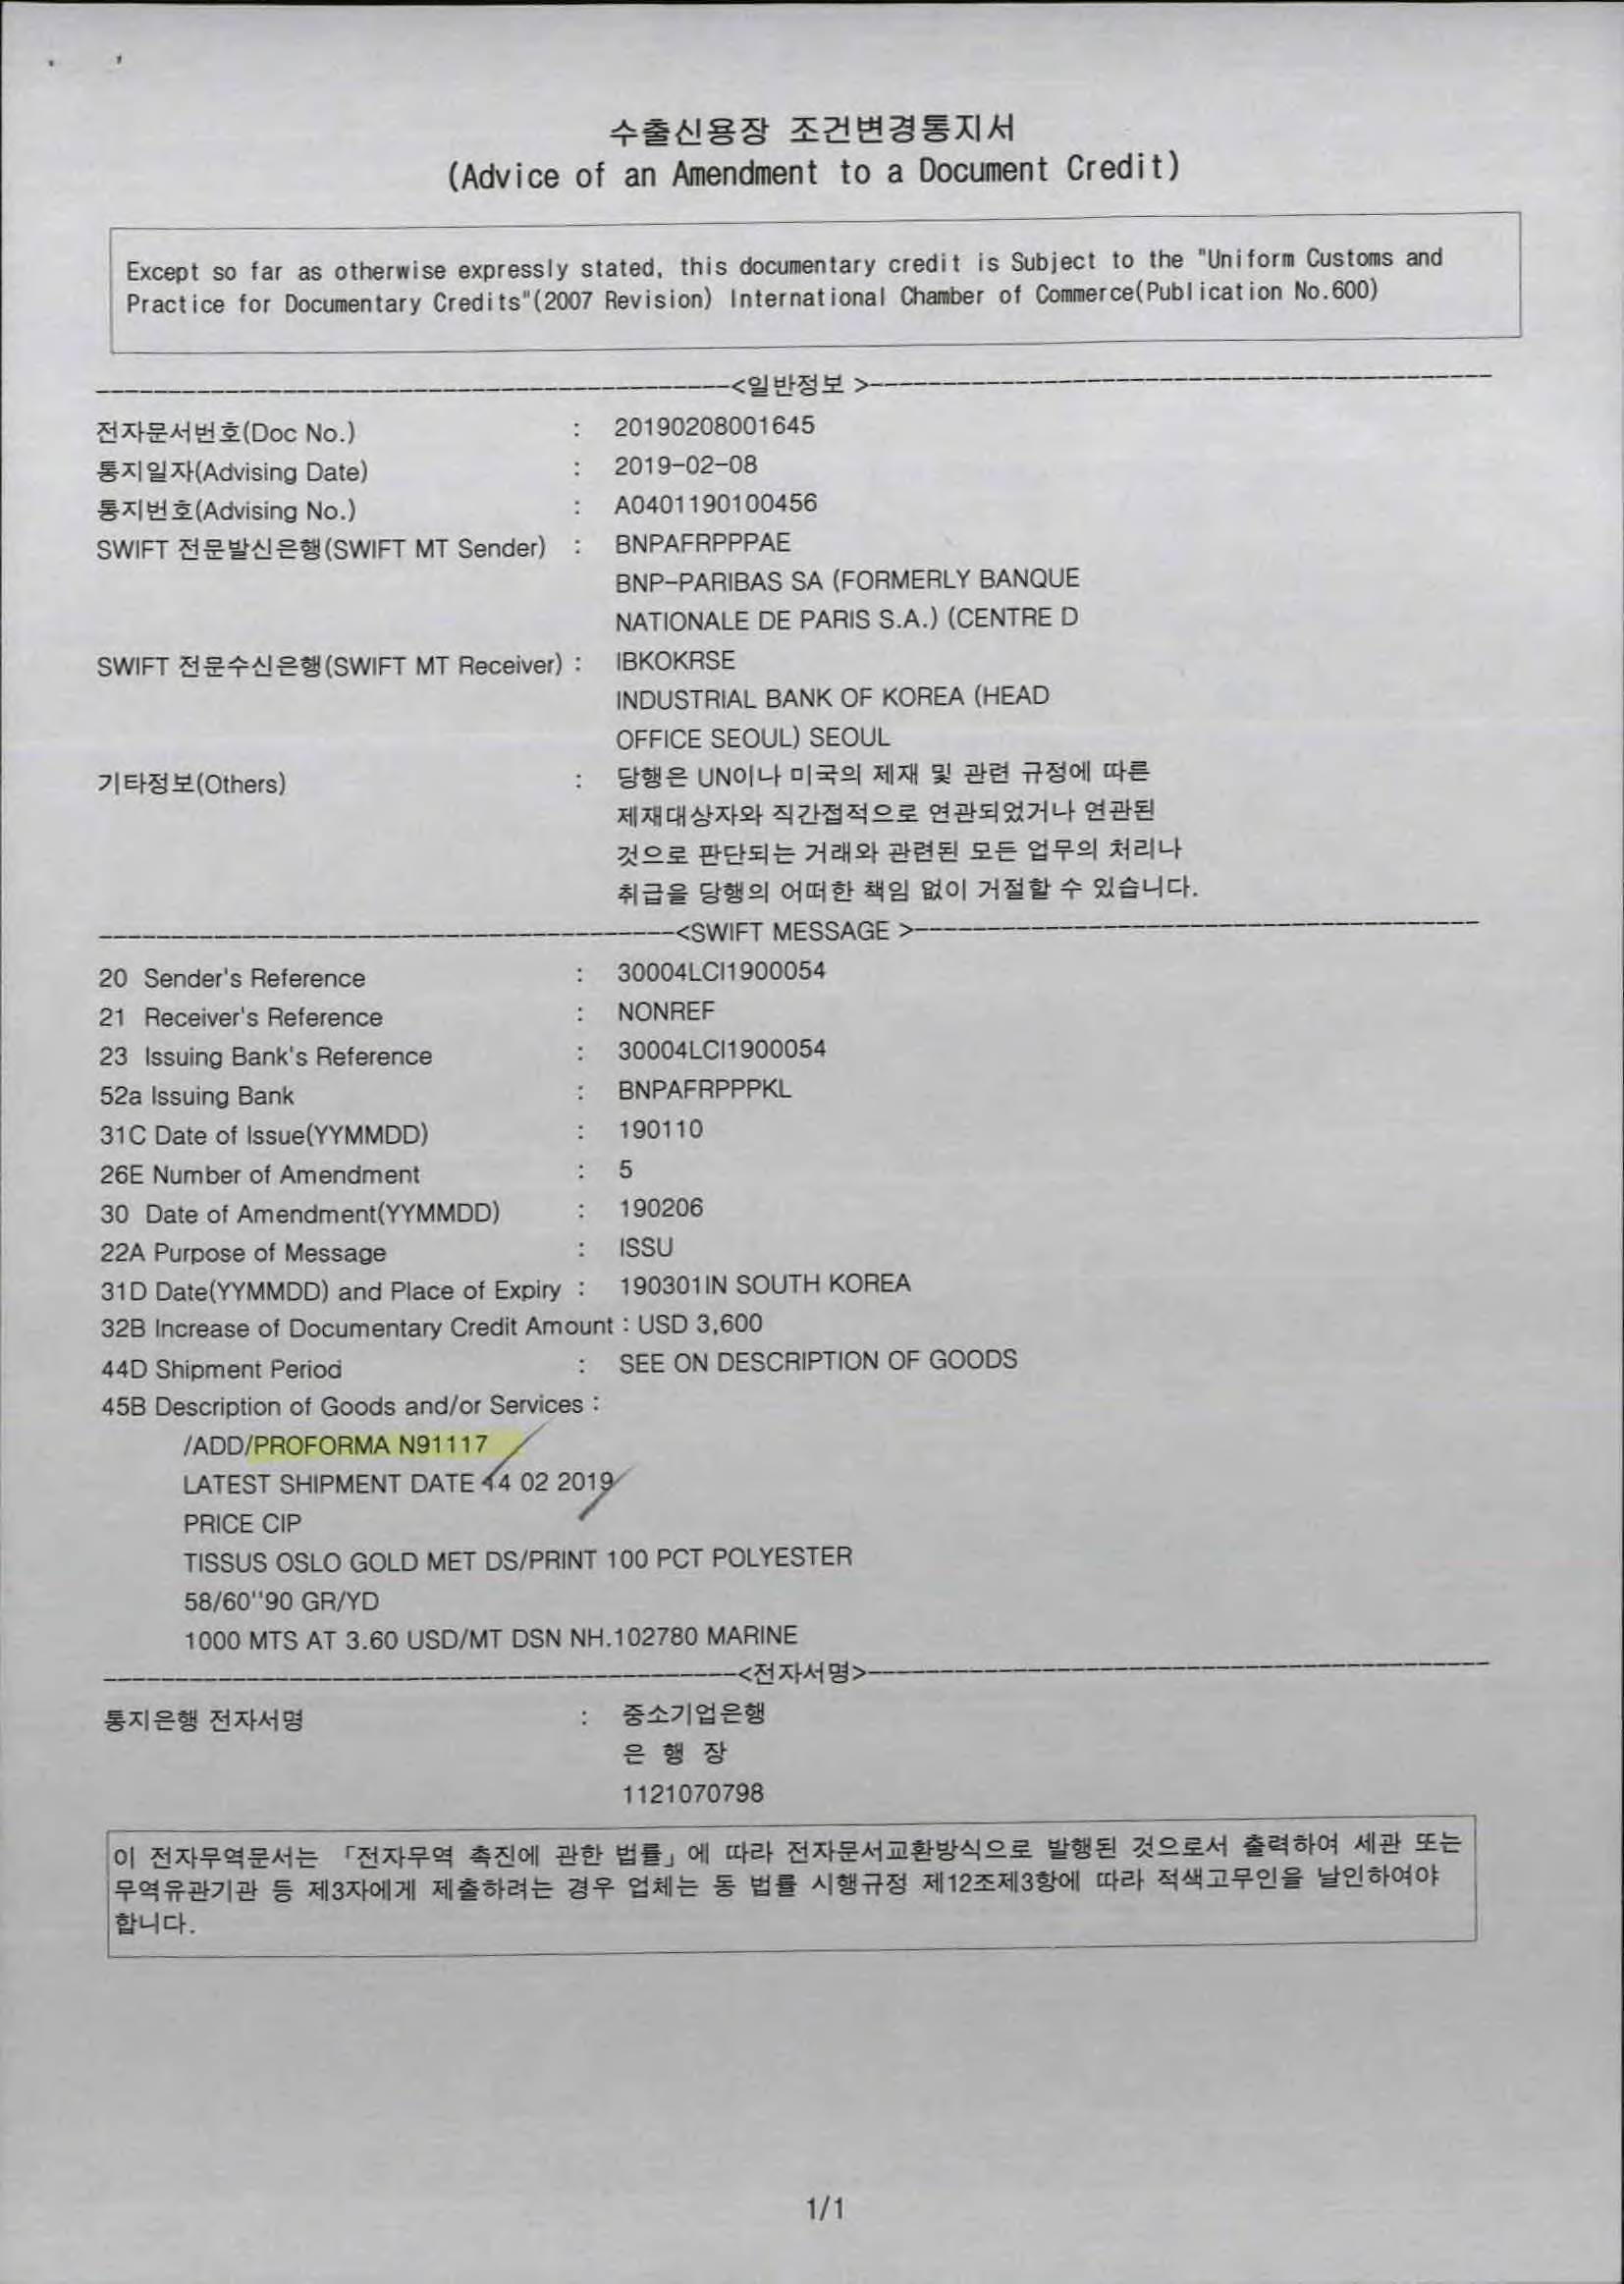 수출신용장 조건변경통지서
(Advice of an Amendment to a Document Credit)
Except so far as otherwise expressly stated, this documentary credit is Subject to the "Uniform Customs and
Practice for Documentary Credits"(2007 Revision) International Chamber of Commerce(Publication No.600)
<일반정보 >
전자문서번호(Doc No.) : 20190208001645
통지일자(Advising Date) : 2019-02-08
통지번호(Advising No.) : A0401190100456
SWIFT 전문발신은행(SWIFT MT Sender) : BNPAFRPPPAE
BNP-PARIBAS SA (FORMERLY BANQUE
NATIONALE DE PARIS S.A.) (CENTRE D
SWIFT 전문수신은행(SWIFT MT Receiver) : IBKOKRSE
INDUSTRIAL BANK OF KOREA (HEAD
OFFICE SEOUL) SEOUL
기타정보(Others) : 당행은 UN이나 미국의 제재 및 관련 규정에 따른
제재대상자와 직간접적으로 연관되었거나 연관된
것으로 판단되는 거래와 관련된 모든 업무의 처리나
취급을 당행의 어떠한 책임 없이 거절할 수 있습니다.
<SWIFT MESSAGE >
20 Sender's Reference : 30004LCI1900054
21 Receiver's Reference : NONREF
23 Issuing Bank's Reference : 30004LCI1900054
52a Issuing Bank : BNPAFRPPPKL
31C Date of Issue(YYMMDD) : 190110
26E Number of Amendment : 5
30 Date of Amendment(YYMMDD) : 190206
22A Purpose of Message : ISSU
31D Date(YYMMDD) and Place of Expiry : 190301IN SOUTH KOREA
32B Increase of Documentary Credit Amount : USD 3,600
44D Shipment Period : SEE ON DESCRIPTION OF GOODS
45B Description of Goods and/or Services :
/ADD/PROFORMA N91117
LATEST SHIPMENT DATE 14 02 2019
PRICE CIP
TISSUS OSLO GOLD MET DS/PRINT 100 PCT POLYESTER
58/60''90 GR/YD
1000 MTS AT 3.60 USD/MT DSN NH.102780 MARINE
<전자서명>
통지은행 전자서명 : 중소기업은행
은 행 장
1121070798
이 전자무역문서는 「전자무역 촉진에 관한 법률」에 따라 전자문서교환방식으로 발행된 것으로서 출력하여 세관 또는
무역유관기관 등 제3자에게 제출하려는 경우 업체는 동 법률 시행규정 제12조제3항에 따라 적색고무인을 날인하여야
합니다.
1/1